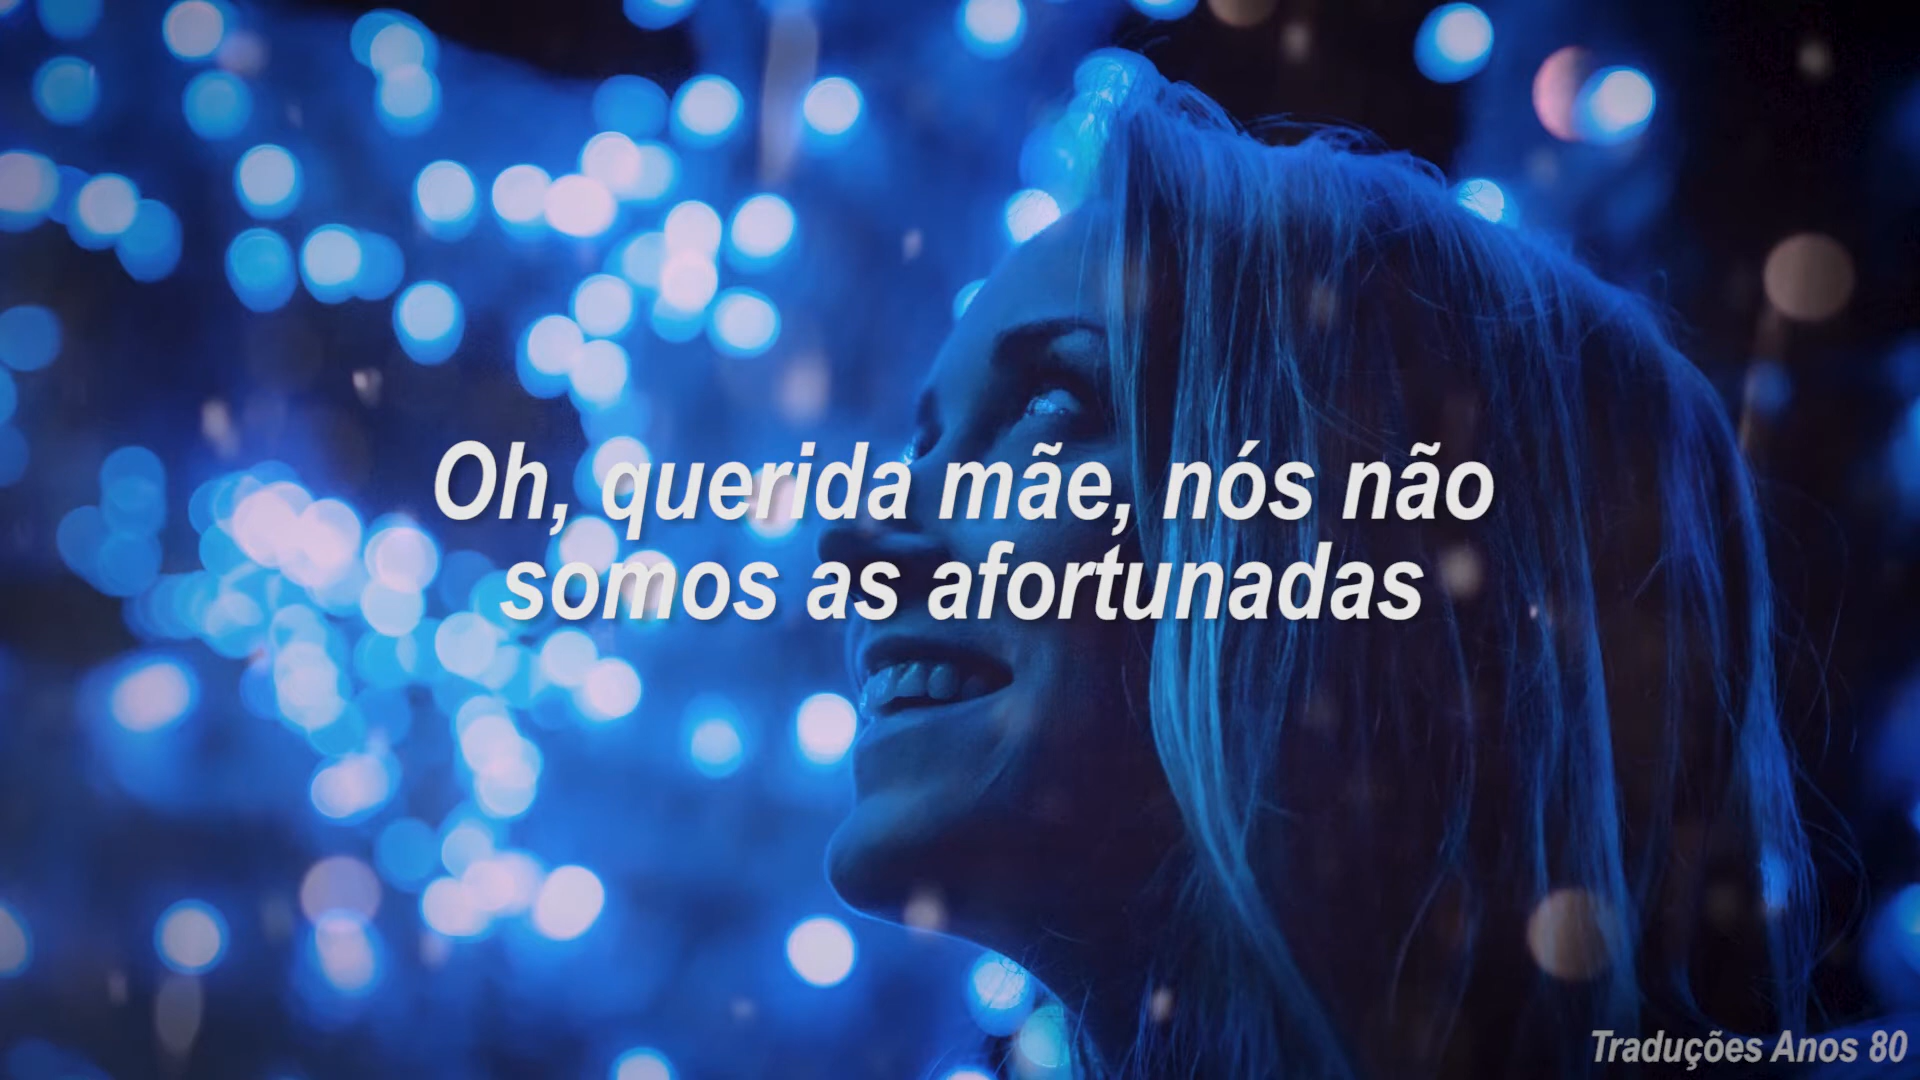 Oh, querida mãe, nós não
somos as afortunadas
Traduções Anos 80